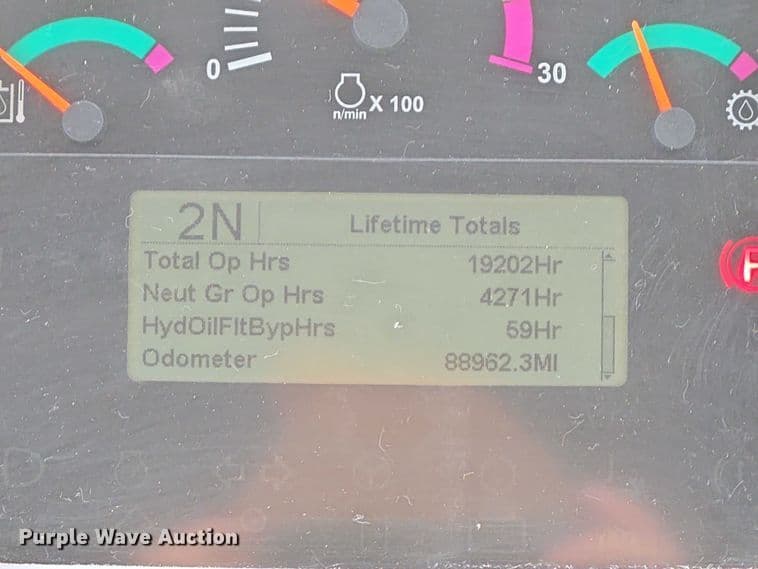 0
30
n/min X 100
2N Lifetime Totals
Total Op Hrs 19202Hr
Neut Gr Op Hrs 4271Hr
HydOilFltBypHrs 59Hr
Odometer 88962.3MI
P
Purple Wave Auction